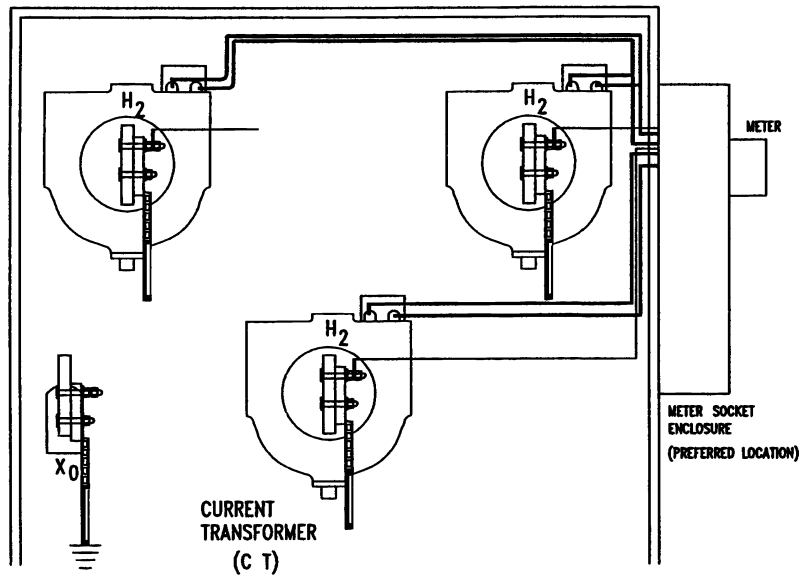 H2
H2
METER
H2
METER SOCKET
ENCLOSURE
(PREFERRED LOCATION)
X0
CURRENT
TRANSFORMER
(C T)